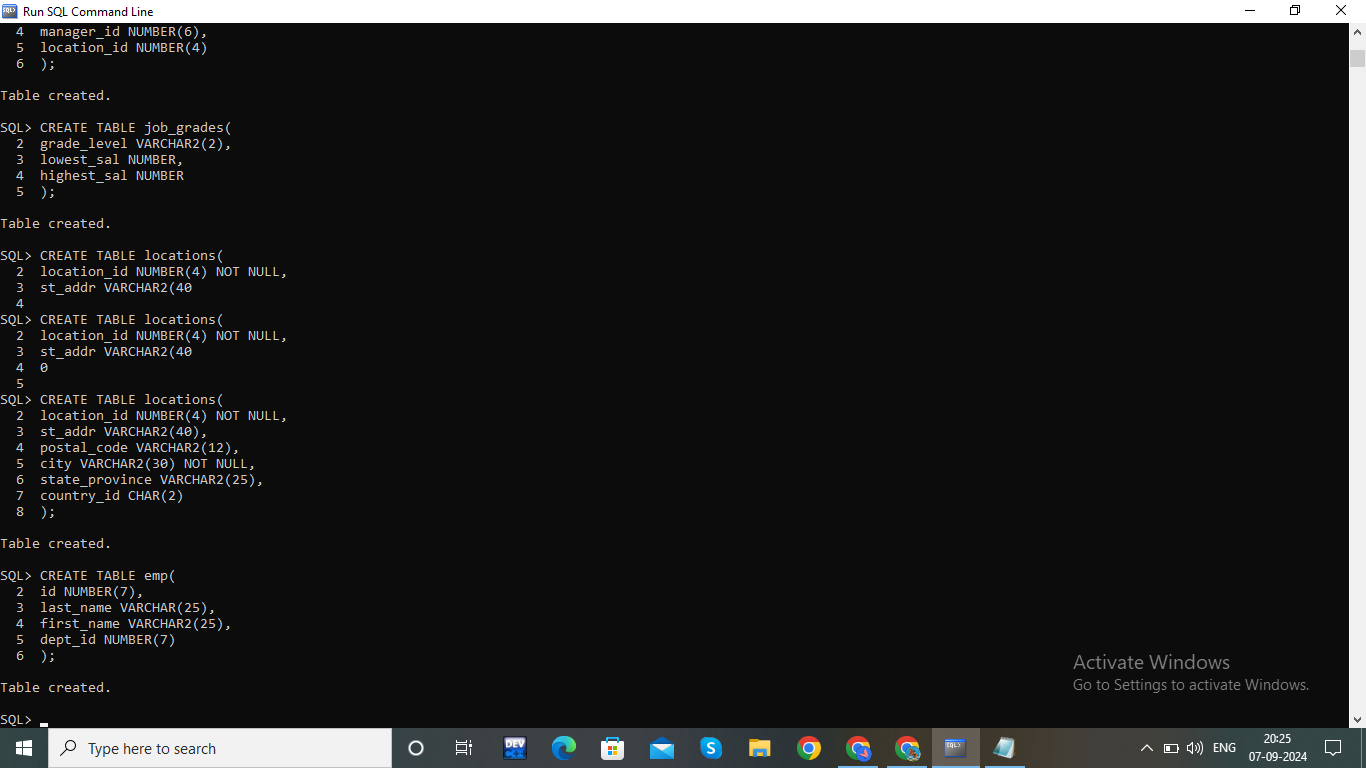 Run SQL Command Line
4 manager_id NUMBER(6),
5 location_id NUMBER(4)
6 );
Table created.
SQL> CREATE TABLE job_grades(
2 grade_level VARCHAR2(2),
3 lowest_sal NUMBER,
4 highest_sal NUMBER
5 );
Table created.
SQL> CREATE TABLE locations(
2 location_id NUMBER(4) NOT NULL,
3 st_addr VARCHAR2(40
4
SQL> CREATE TABLE locations(
2 location_id NUMBER(4) NOT NULL,
3 st_addr VARCHAR2(40
4 0
5
SQL> CREATE TABLE locations(
2 location_id NUMBER(4) NOT NULL,
3 st_addr VARCHAR2(40),
4 postal_code VARCHAR2(12),
5 city VARCHAR2(30) NOT NULL,
6 state_province VARCHAR2(25),
7 country_id CHAR(2)
8 );
Table created.
SQL> CREATE TABLE emp(
2 id NUMBER(7),
3 last_name VARCHAR(25),
4 first_name VARCHAR2(25),
5 dept_id NUMBER(7)
6 );
Table created.
SQL>
Activate Windows
Go to Settings to activate Windows.
Type here to search
DEV
SQL>
ENG
20:25
07-09-2024